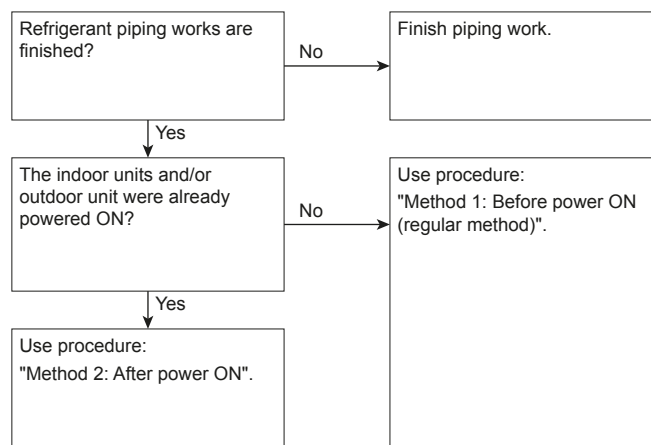 Refrigerant piping works are
finished?
No
Finish piping work.
Yes
The indoor units and/or
outdoor unit were already
powered ON?
No
Use procedure:
"Method 1: Before power ON
(regular method)".
Yes
Use procedure:
"Method 2: After power ON".